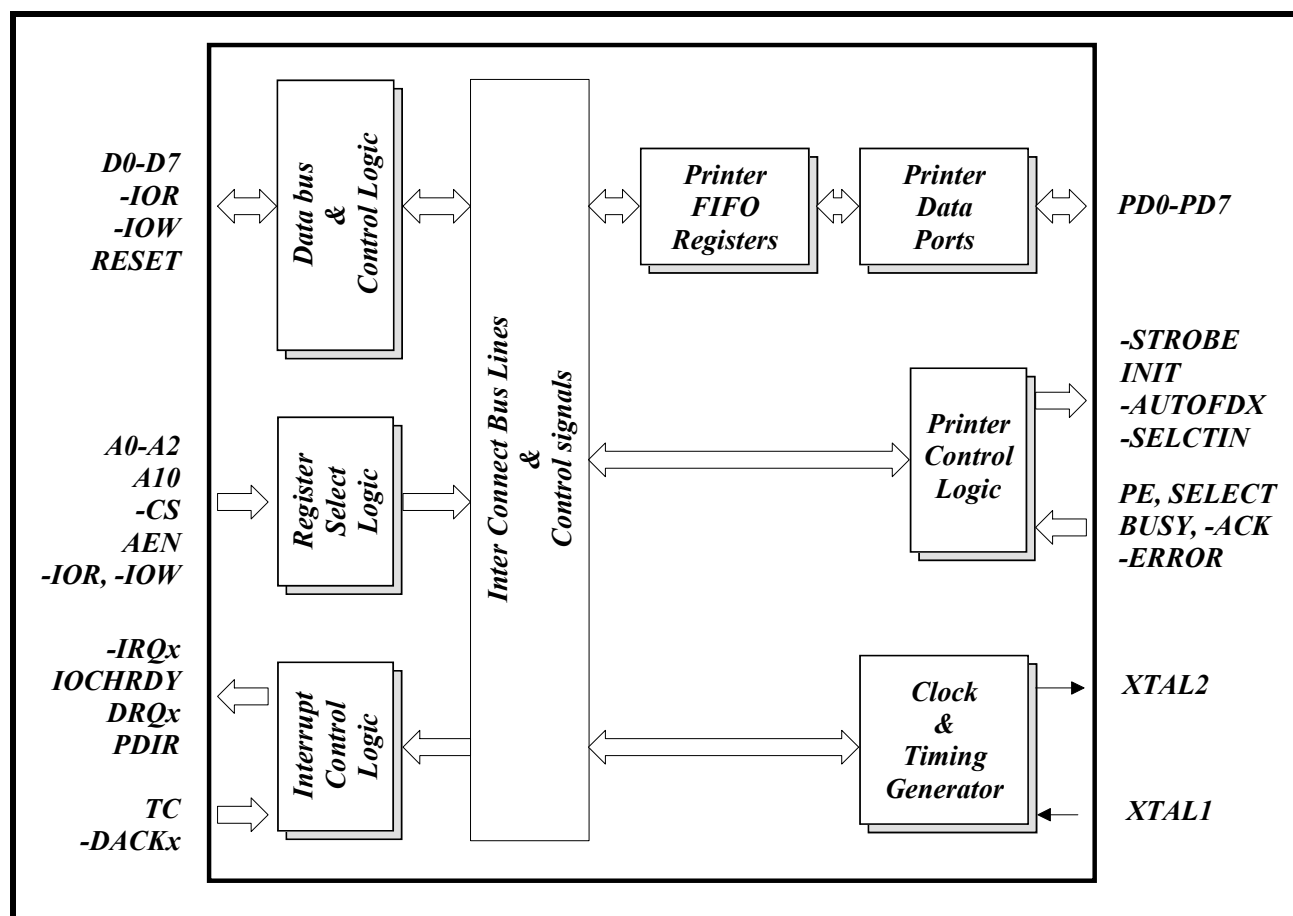 D0-D7
-IOR
-IOW
RESET
Data bus
&
Control Logic
A0-A2
A10
-CS
AEN
-IOR, -IOW
Register
Select
Logic
-IRQx
IOCHRDY
DRQx
PDIR
TC
-DACKx
Interrupt
Control
Logic
Inter Connect Bus Lines
&
Control signals
Printer
FIFO
Registers
Printer
Data
Ports
PD0-PD7
Printer
Control
Logic
-STROBE
INIT
-AUTOFDX
-SELCTIN
PE, SELECT
BUSY, -ACK
-ERROR
Clock
&
Timing
Generator
XTAL2
XTAL1